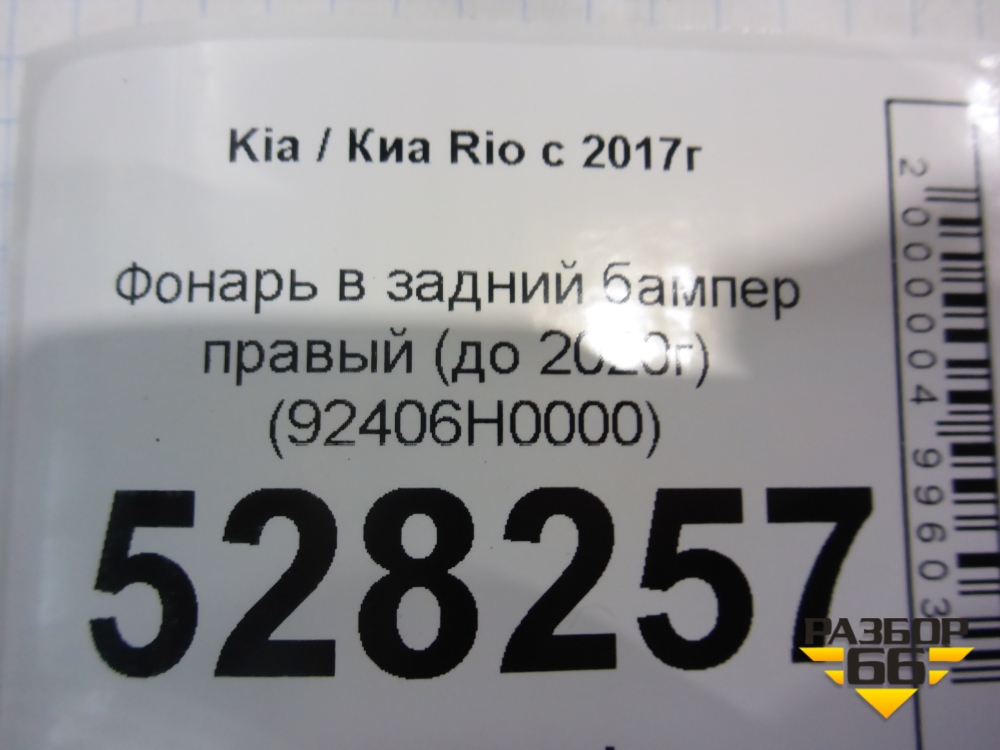 Kia / Киа Rio с 2017г
Фонарь в задний бампер
правый (до 2020г)
(92406H0000)
528257
200000499603
РАЗБОР
66